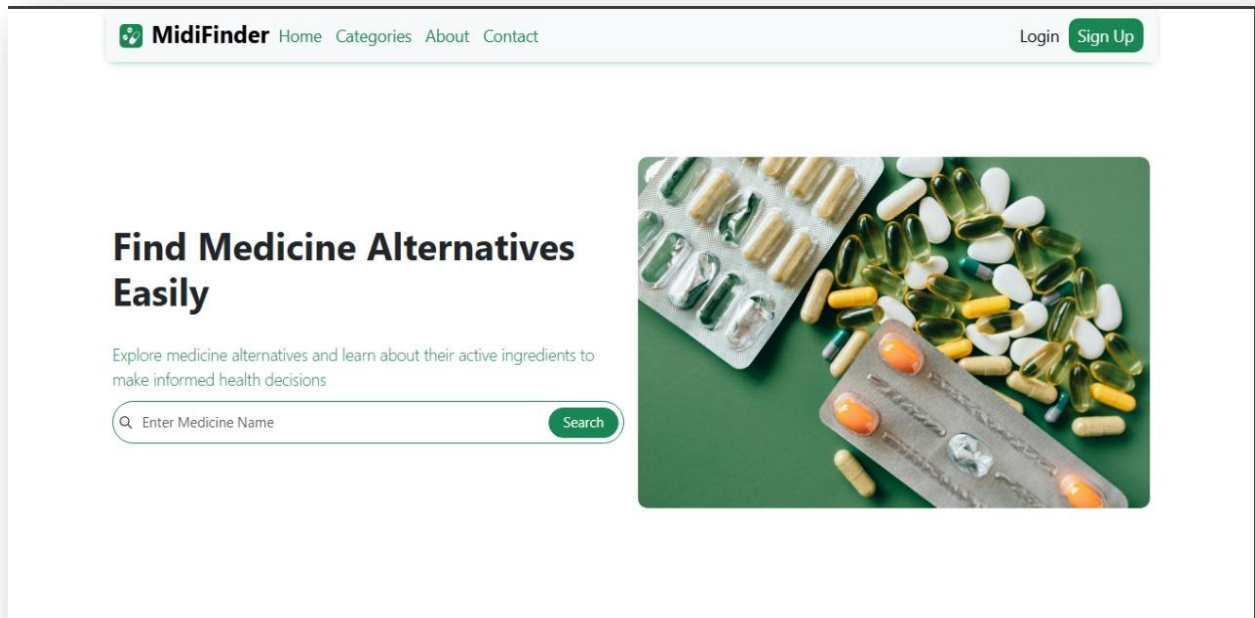 MidiFinder Home Categories About Contact Login Sign Up
Find Medicine Alternatives
Easily
Explore medicine alternatives and learn about their active ingredients to
make informed health decisions
Enter Medicine Name Search